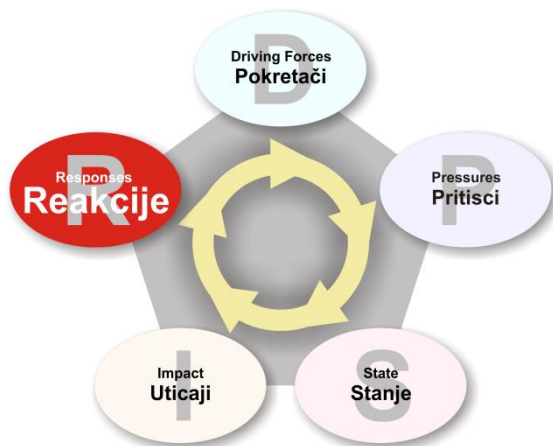 D
Driving Forces
Pokretači
R
Responses
Reakcije
P
Pressures
Pritisci
I
Impact
Uticaji
S
State
Stanje